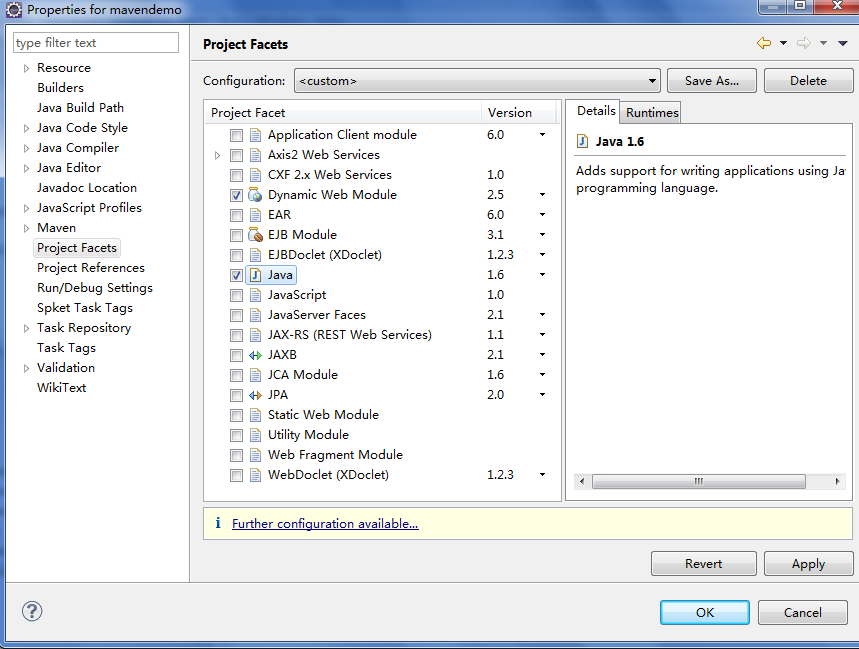 Properties for mavendemo
type filter text
Resource
Builders
Java Build Path
Java Code Style
Java Compiler
Java Editor
Javadoc Location
JavaScript Profiles
Maven
Project Facets
Project References
Run/Debug Settings
Spket Task Tags
Task Repository
Task Tags
Validation
WikiText
Project Facets
Configuration: <custom> Save As... Delete
Project Facet Version
Application Client module 6.0
Axis2 Web Services
CXF 2.x Web Services 1.0
Dynamic Web Module 2.5
EAR 6.0
EJB Module 3.1
EJBDoclet (XDoclet) 1.2.3
Java 1.6
JavaScript 1.0
JavaServer Faces 2.1
JAX-RS (REST Web Services) 1.1
JAXB 2.1
JCA Module 1.6
JPA 2.0
Static Web Module
Utility Module
Web Fragment Module
WebDoclet (XDoclet) 1.2.3
Details Runtimes
Java 1.6
Adds support for writing applications using Ja
programming language.
Further configuration available...
Revert Apply
OK Cancel